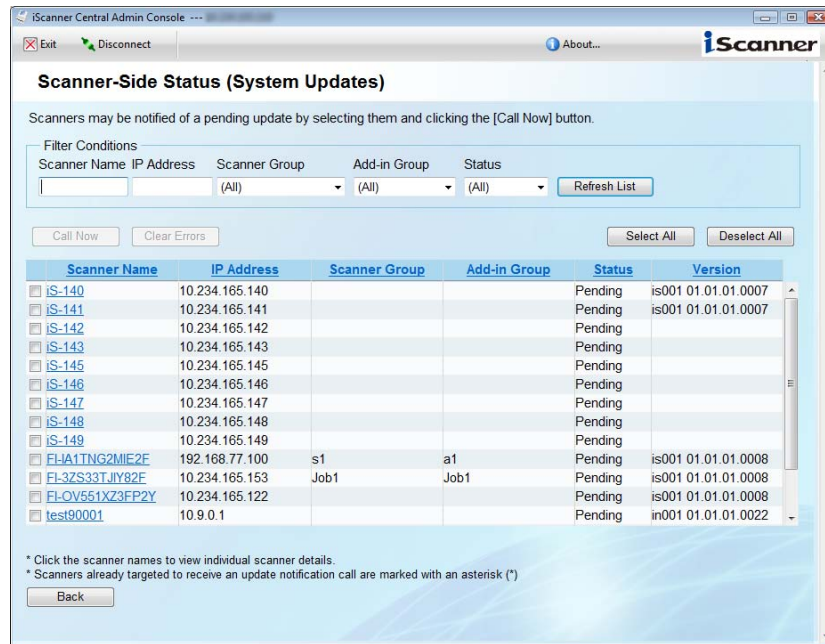 iScanner Central Admin Console ---
Exit Disconnect About... iScanner
Scanner-Side Status (System Updates)
Scanners may be notified of a pending update by selecting them and clicking the [Call Now] button.
Filter Conditions
Scanner Name IP Address Scanner Group Add-in Group Status
(All) (All) (All) Refresh List
Call Now Clear Errors Select All Deselect All
Scanner Name IP Address Scanner Group Add-in Group Status Version
iS-140 10.234.165.140 Pending is001 01.01.01.0007
iS-141 10.234.165.141 Pending is001 01.01.01.0007
iS-142 10.234.165.142 Pending
iS-143 10.234.165.143 Pending
iS-145 10.234.165.145 Pending
iS-146 10.234.165.146 Pending
iS-147 10.234.165.147 Pending
iS-148 10.234.165.148 Pending
iS-149 10.234.165.149 Pending
FI-IA1TNG2MIE2F 192.168.77.100 s1 a1 Pending is001 01.01.01.0008
FI-3ZS33TJIY82F 10.234.165.153 Job1 Job1 Pending is001 01.01.01.0008
FI-OV551XZ3FP2Y 10.234.165.122 Pending is001 01.01.01.0008
test90001 10.9.0.1 Pending in001 01.01.01.0022
* Click the scanner names to view individual scanner details.
* Scanners already targeted to receive an update notification call are marked with an asterisk (*)
Back